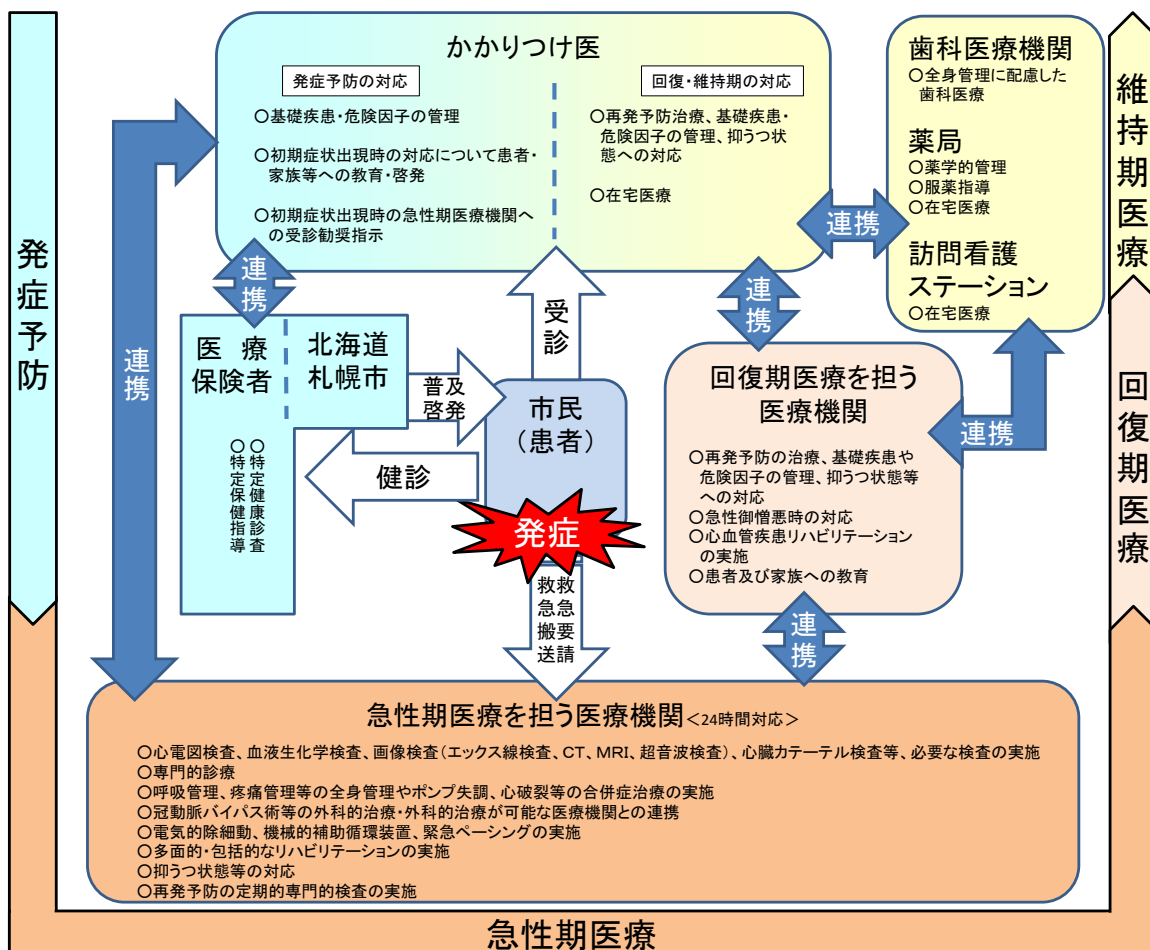 発症予防
かかりつけ医
発症予防の対応
○基礎疾患・危険因子の管理
○初期症状出現時の対応について患者・
家族等への教育・啓発
○初期症状出現時の急性期医療機関へ
の受診勧奨指示
回復・維持期の対応
○再発予防治療、基礎疾患・
危険因子の管理、抑うつ状
態への対応
○在宅医療
歯科医療機関
○全身管理に配慮した
歯科医療
薬局
○薬学的管理
○服薬指導
○在宅医療
訪問看護
ステーション
○在宅医療
維持期医療
回復期医療
連携
連携
連携
連携
連携
連携
医療
保険者
北海道
札幌市
○特定健康診査
○特定保健指導
普及
啓発
健診
受診
市民
(患者)
発症
救急要請
救急搬送
回復期医療を担う
医療機関
○再発予防の治療、基礎疾患や
危険因子の管理、抑うつ状態等
への対応
○急性御憎悪時の対応
○心血管疾患リハビリテーション
の実施
○患者及び家族への教育
急性期医療を担う医療機関<24時間対応>
○心電図検査、血液生化学検査、画像検査(エックス線検査、CT、MRI、超音波検査)、心臓カテーテル検査等、必要な検査の実施
○専門的診療
○呼吸管理、疼痛管理等の全身管理やポンプ失調、心破裂等の合併症治療の実施
○冠動脈バイパス術等の外科的治療・外科的治療が可能な医療機関との連携
○電気的除細動、機械的補助循環装置、緊急ペーシングの実施
○多面的・包括的なリハビリテーションの実施
○抑うつ状態等の対応
○再発予防の定期的専門的検査の実施
急性期医療